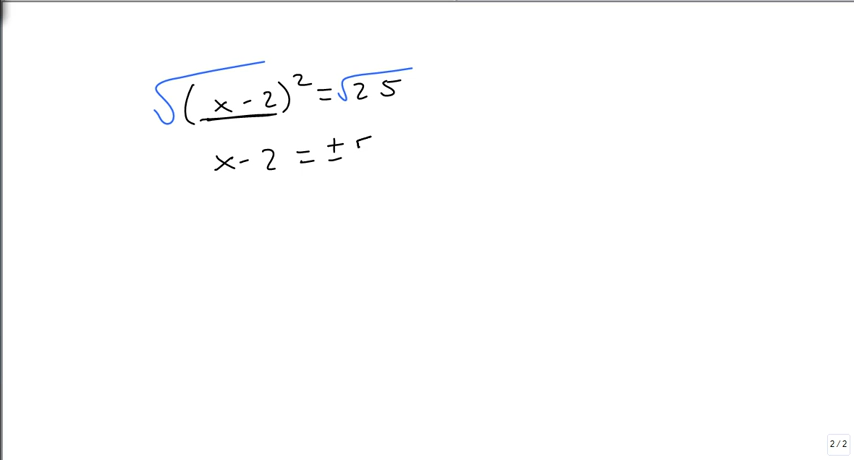 √(x-2)² = √25
x-2 = ±
2 / 2